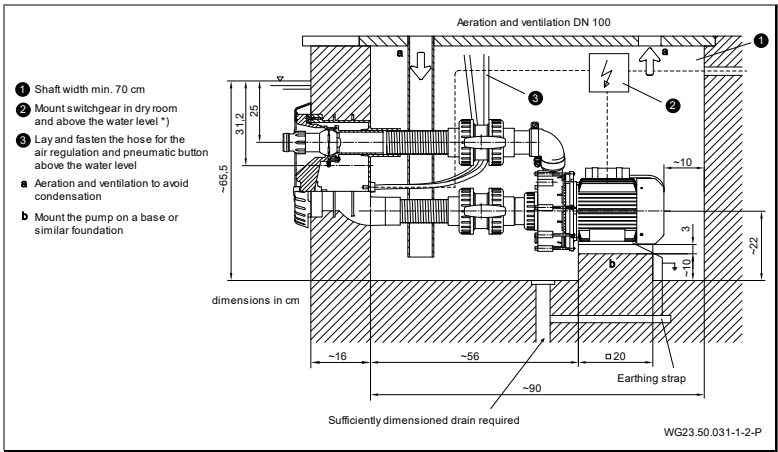 Aeration and ventilation DN 100
1
a
a
1 Shaft width min. 70 cm
2 Mount switchgear in dry room
and above the water level *)
3 Lay and fasten the hose for the
air regulation and pneumatic button
above the water level
a Aeration and ventilation to avoid
condensation
b Mount the pump on a base or
similar foundation
3
2
25
31,2
~65,5
~10
3
~10
~22
b
dimensions in cm
~16
~56
20
~90
Earthing strap
Sufficiently dimensioned drain required
WG23.50.031-1-2-P